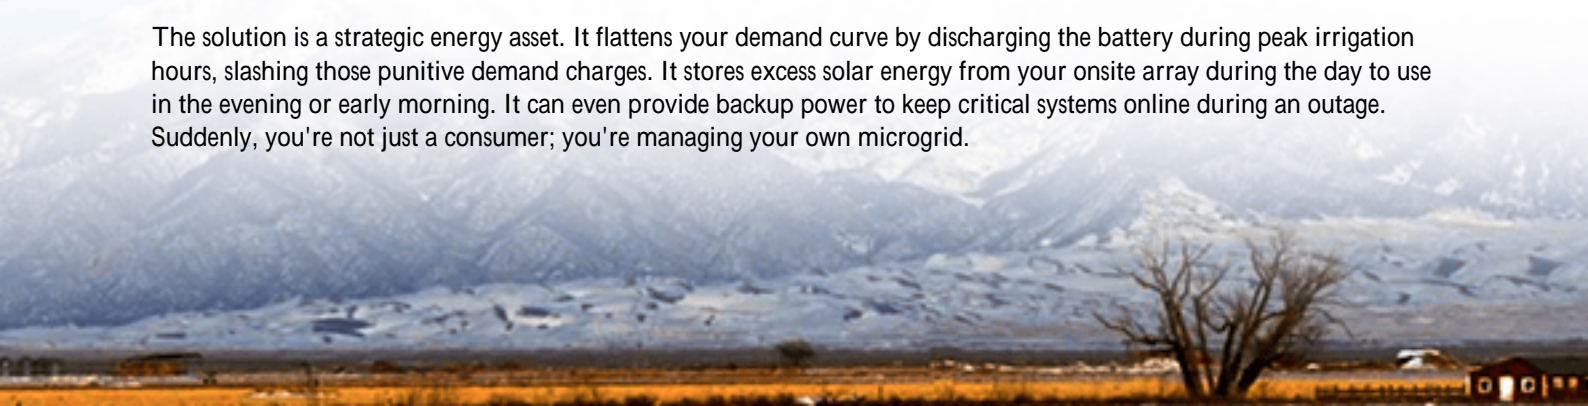 The solution is a strategic energy asset. It flattens your demand curve by discharging the battery during peak irrigation
hours, slashing those punitive demand charges. It stores excess solar energy from your onsite array during the day to use
in the evening or early morning. It can even provide backup power to keep critical systems online during an outage.
Suddenly, you're not just a consumer; you're managing your own microgrid.